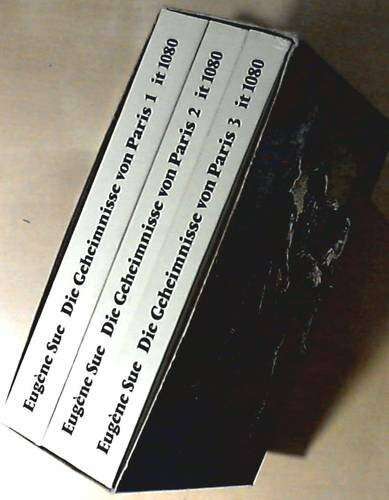 Eugène Sue Die Geheimnisse von Paris 1 it 1080
Eugène Sue Die Geheimnisse von Paris 2 it 1080
Eugène Sue Die Geheimnisse von Paris 3 it 1080